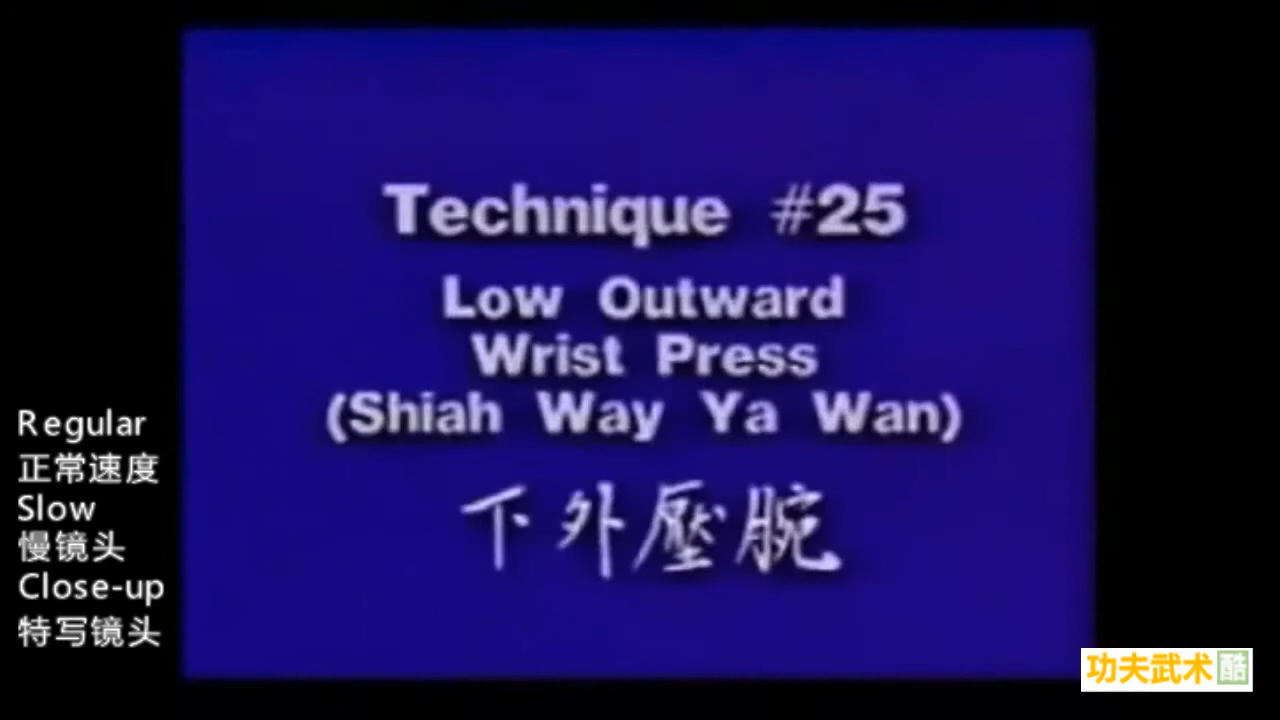 Technique #25
Low Outward
Wrist Press
(Shiah Way Ya Wan)
下外壓腕
Regular
正常速度
Slow
慢镜头
Close-up
特写镜头
功夫武术酷